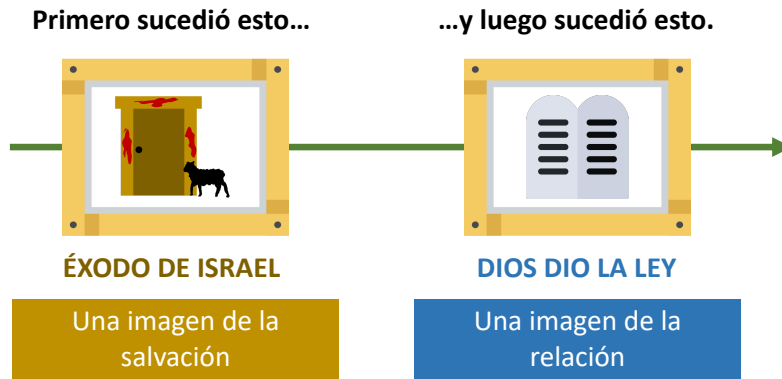 Primero sucedió esto…
…y luego sucedió esto.
ÉXODO DE ISRAEL
DIOS DIO LA LEY
Una imagen de la
salvación
Una imagen de la
relación